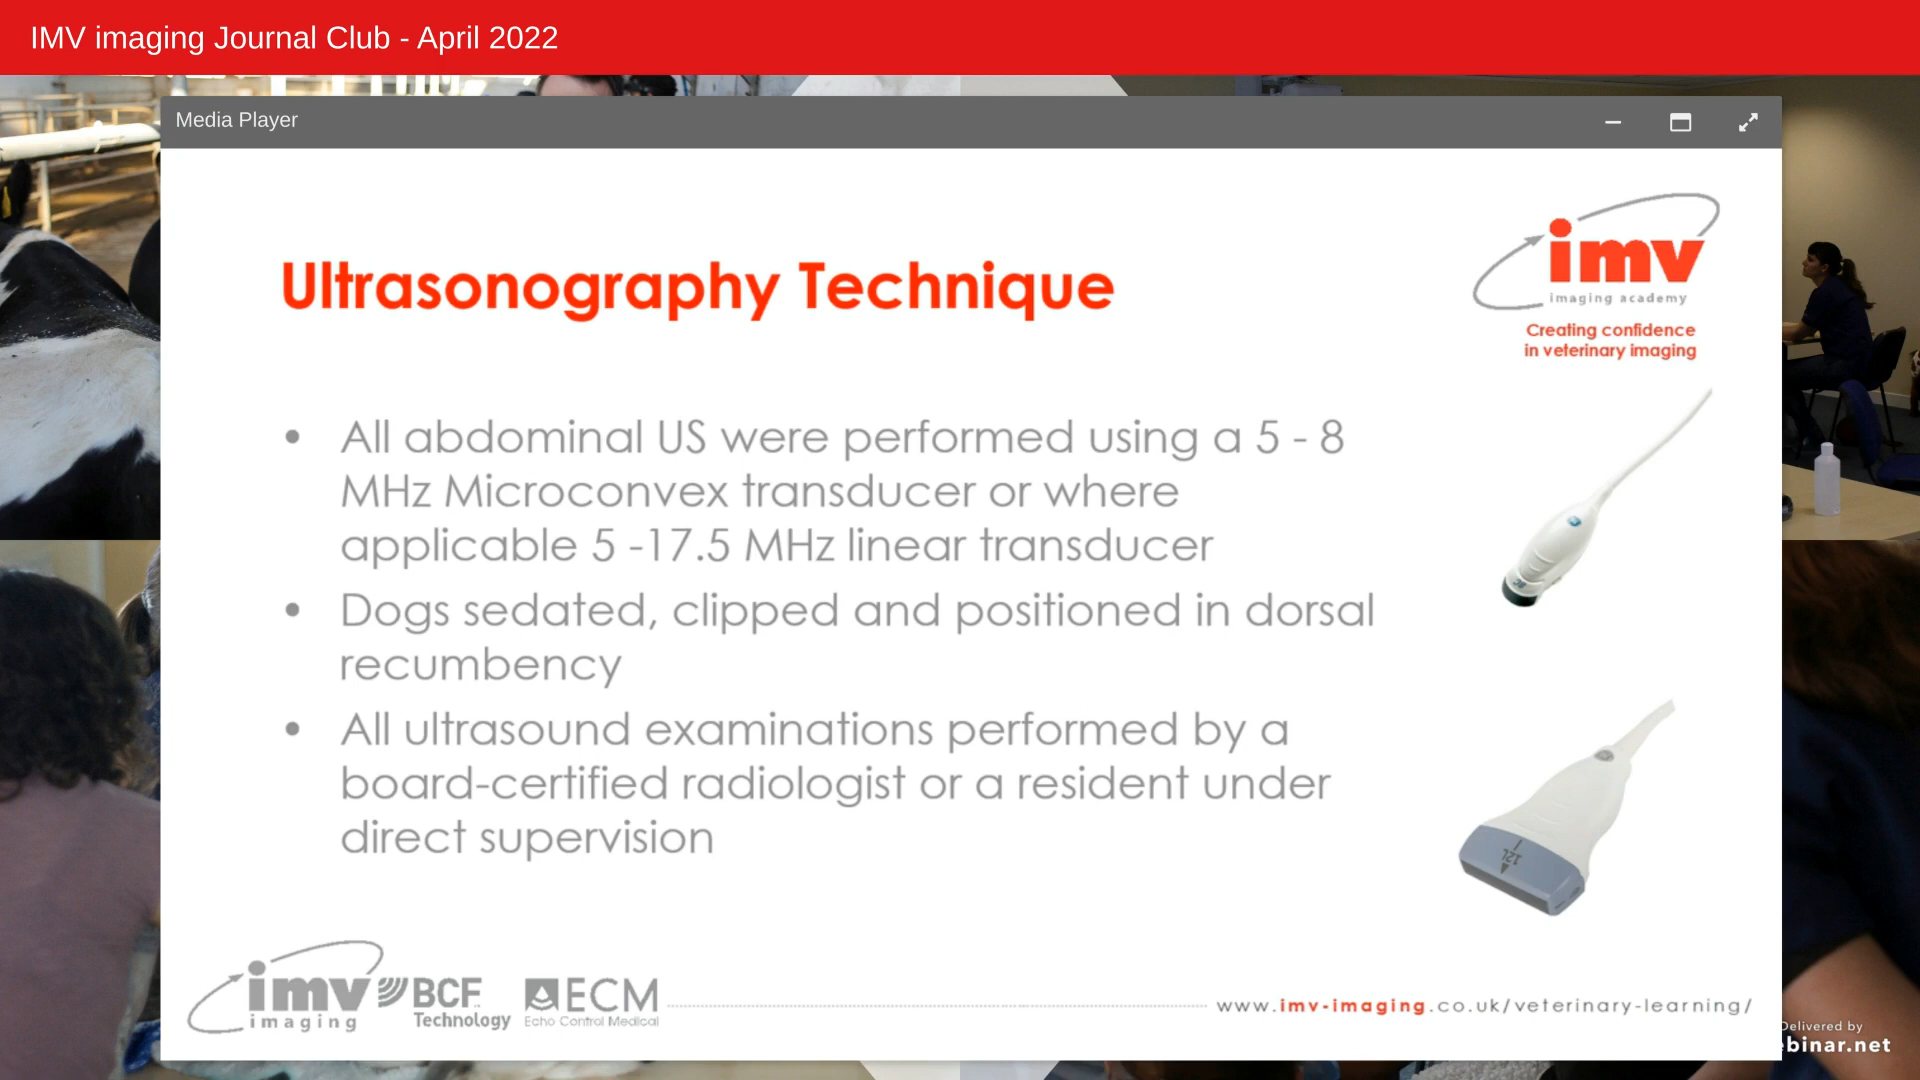 IMV imaging Journal Club - April 2022
Media Player
imv
imaging academy
Creating confidence
in veterinary imaging
Ultrasonography Technique
• All abdominal US were performed using a 5 - 8
MHz Microconvex transducer or where
applicable 5 -17.5 MHz linear transducer
• Dogs sedated, clipped and positioned in dorsal
recumbency
• All ultrasound examinations performed by a
board-certified radiologist or a resident under
direct supervision
12L
imv
imaging
BCF
Technology
ECM
Echo Control Medical
www.imv-imaging.co.uk/veterinary-learning/
Delivered by
ebinar.net